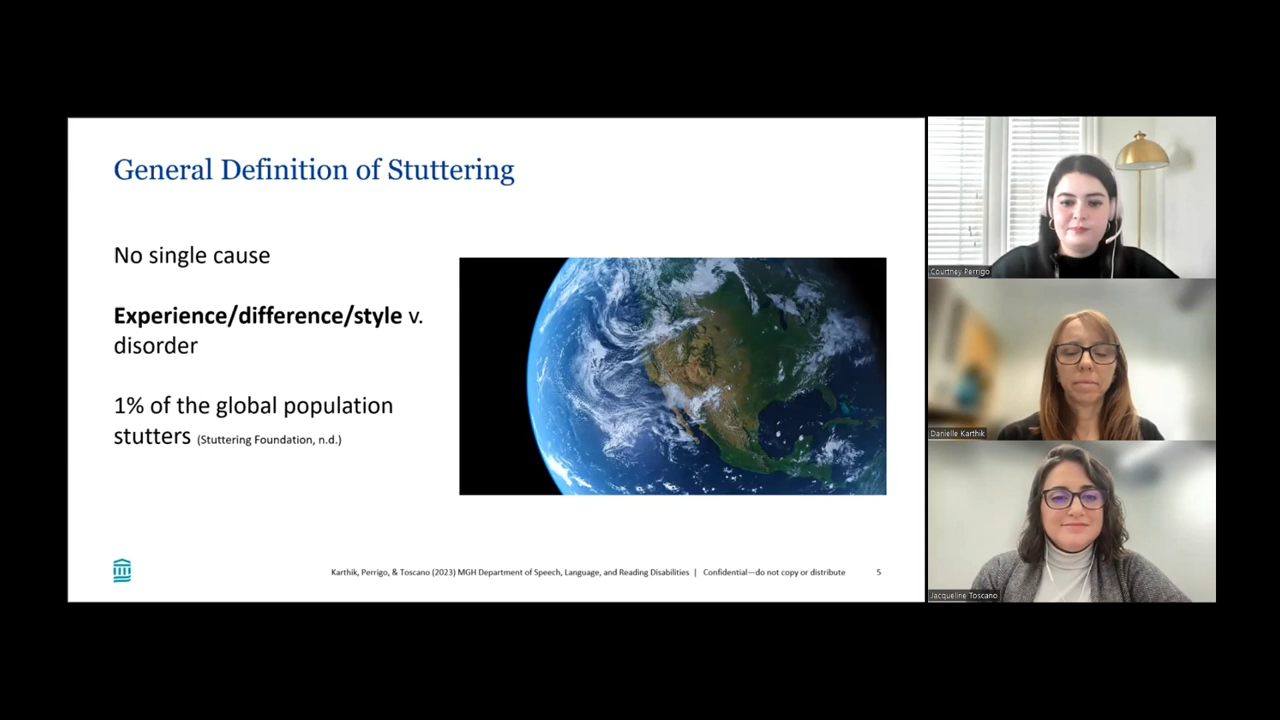 General Definition of Stuttering
No single cause
Experience/difference/style v.
disorder
1% of the global population
stutters (Stuttering Foundation, n.d.)
Karthik, Perrigo, & Toscano (2023) MGH Department of Speech, Language, and Reading Disabilities | Confidential—do not copy or distribute 5
Courtney Perrigo
Danielle Karthik
Jacqueline Toscano